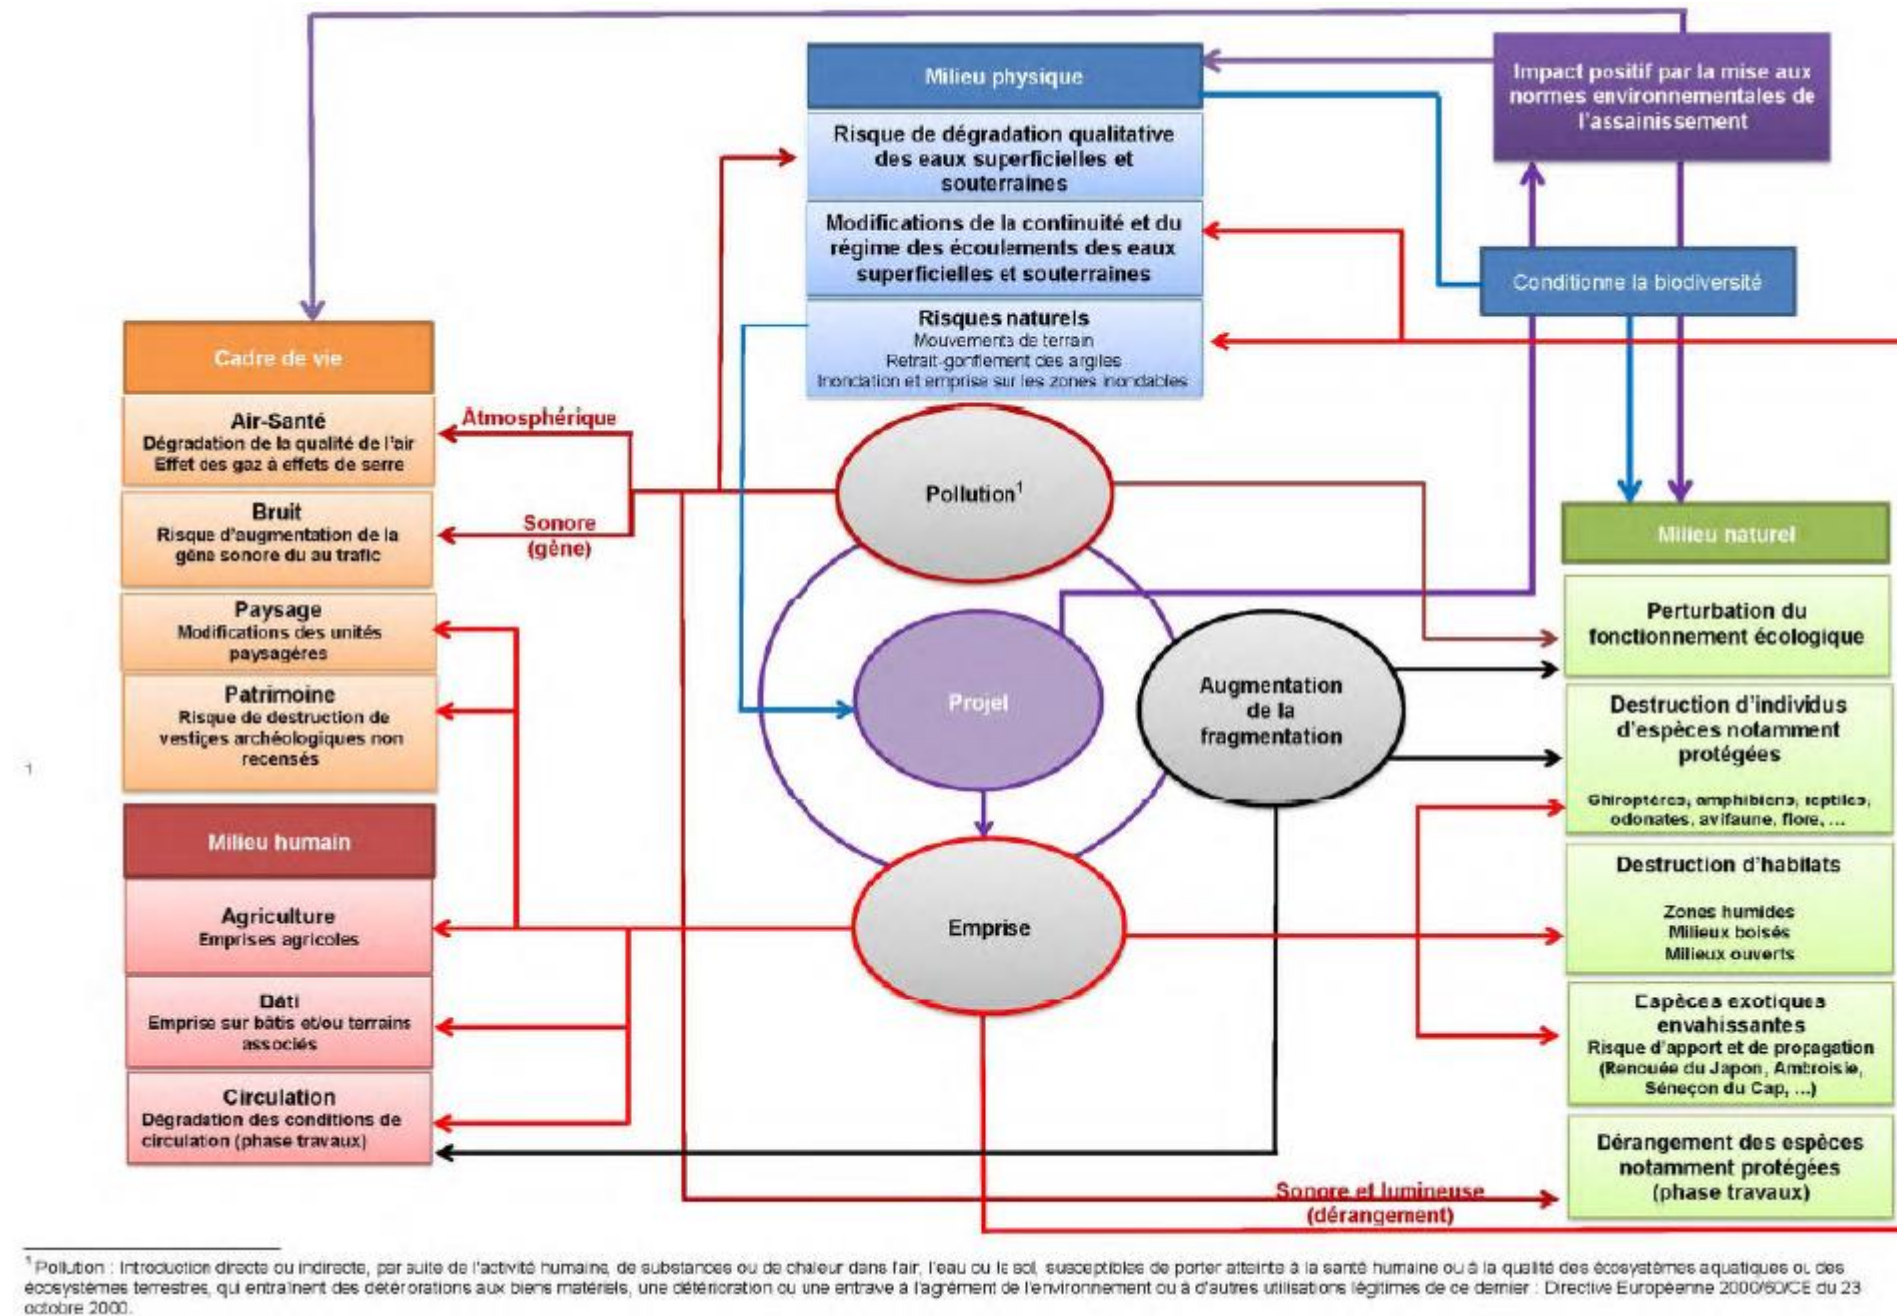 Milieu physique
Impact positif par la mise aux
normes environnementales de
l'assainissement
Risque de dégradation qualitative
des eaux superficielles et
souterraines
Modifications de la continuité et du
régime des écoulements des eaux
superficielles et souterraines
Conditionne la biodiversité
Risques naturels
Mouvements de terrain
Retrait-gonflement des argiles
Inondation et emprise sur les zones inondables
Cadre de vie
Air-Santé
Dégradation de la qualité de l'air
Effet des gaz à effets de serre
Atmosphérique
Bruit
Risque d'augmentation de la
gêne sonore du au trafic
Sonore
(gêne)
Paysage
Modifications des unités
paysagères
Patrimoine
Risque de destruction de
vestiges archéologiques non
recensés
1
Milieu humain
Agriculture
Emprises agricoles
Bâti
Emprise sur bâtis et/ou terrains
associés
Circulation
Dégradation des conditions de
circulation (phase travaux)
Pollution¹
Projet
Augmentation
de la
fragmentation
Emprise
Milieu naturel
Perturbation du
fonctionnement écologique
Destruction d'individus
d'espèces notamment
protégées
Chiroptères, amphibiens, reptiles,
odonates, avifaune, flore, ...
Destruction d'habitats
Zones humides
Milieux boisés
Milieux ouverts
Espèces exotiques
envahissantes
Risque d'apport et de propagation
(Renouée du Japon, Ambroisie,
Séneçon du Cap, ...)
Dérangement des espèces
notamment protégées
(phase travaux)
Sonore et lumineuse
(dérangement)
¹ Pollution : Introduction directe ou indirecte, par suite de l'activité humaine, de substances ou de chaleur dans l'air, l'eau ou le sol, susceptibles de porter atteinte à la santé humaine ou à la qualité des écosystèmes aquatiques ou des
écosystèmes terrestres, qui entraînent des détériorations aux biens matériels, une détérioration ou une entrave à l'agrément de l'environnement ou à d'autres utilisations légitimes de ce dernier : Directive Européenne 2000/60/CE du 23
octobre 2000.